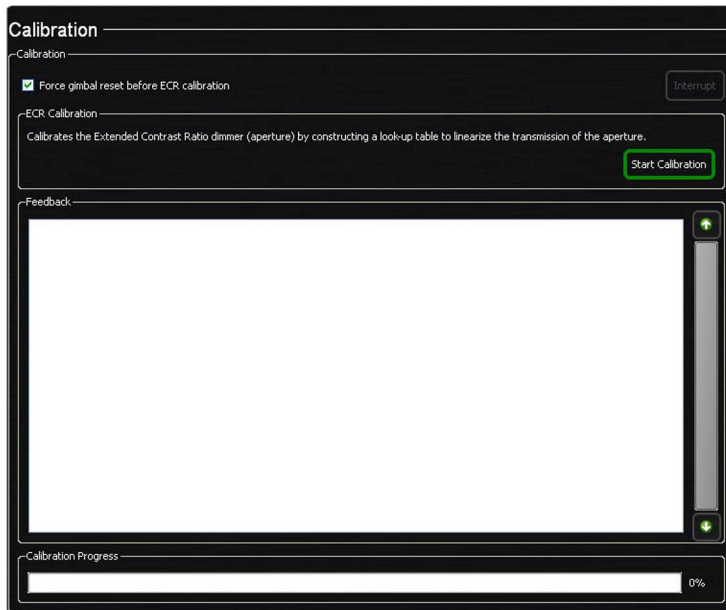 Calibration
Calibration
Force gimbal reset before ECR calibration
Interrupt
ECR Calibration
Calibrates the Extended Contrast Ratio dimmer (aperture) by constructing a look-up table to linearize the transmission of the aperture.
Start Calibration
Feedback
Calibration Progress
0%